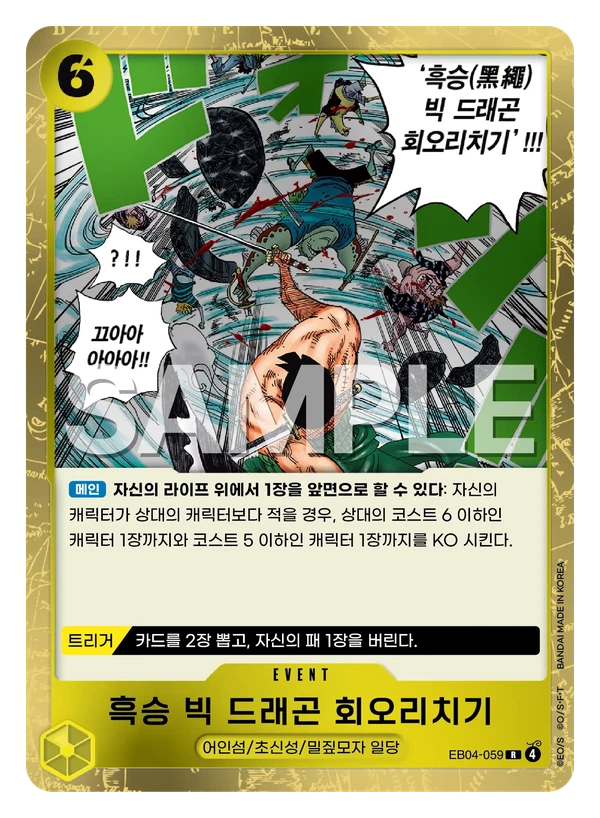 6
'흑승(黑繩)
빅 드래곤
회오리치기'!!!
?!!
끄아아
아아아!!
SAMPLE
메인 자신의 라이프 위에서 1장을 앞면으로 할 수 있다: 자신의
캐릭터가 상대의 캐릭터보다 적을 경우, 상대의 코스트 6 이하인
캐릭터 1장까지와 코스트 5 이하인 캐릭터 1장까지를 KO 시킨다.
트리거 카드를 2장 뽑고, 자신의 패 1장을 버린다.
EVENT
흑승 빅 드래곤 회오리치기
어인섬/초신성/밀짚모자 일당
EB04-059 R 4
©E.O/S ©O/S·F·T BANDAI MADE IN KOREA